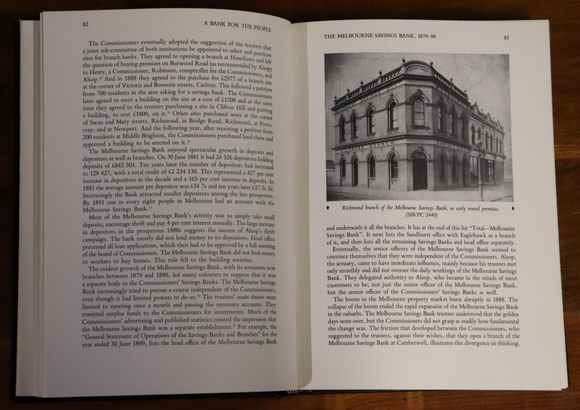 82 A BANK FOR THE PEOPLE
The Commissioners eventually adopted the suggestion of the trustees that
a joint sub-committee of both institutions be appointed to select and purchase
sites for branch banks. They agreed to opening a branch at Hawthorn and left
the question of buying premises on Burwood Road (as recommended by Alsop)
to Henty, a Commissioner, Robinson, comptroller for the Commissioners, and
Alsop. And in 1888 they agreed to the purchase for £2977 of a branch site
at the corner of Victoria and Bouverie streets, Carlton. This followed a petition
from 700 residents in the area asking for a savings bank. The Commissioners
later agreed to erect a building on the site at a cost of £1700 and at the same
time they agreed to the trustees purchasing a site in Clifton Hill and putting
a building, to cost £1800, on it. Other sites purchased were at the corner
of Swan and Mary streets, Richmond, in Bridge Road, Richmond, at Foots-
cray, and at Newport. And the following year, after receiving a petition from
200 residents at Middle Brighton, the Commissioners purchased land there and
approved a building to be erected on it.
The Melbourne Savings Bank enjoyed spectacular growth in deposits and
depositors as well as branches. On 30 June 1881 it had 24 526 depositors holding
deposits of £842 501. Ten years later the number of depositors had increased
to 129 427, with a total credit of £2 234 130. This represented a 427 per cent
increase in depositors in the decade and a 165 per cent increase in deposits. In
1881 the average amount per depositor was £34 7s and ten years later £17 5s 3d.
Increasingly the Bank attracted smaller depositors among the less prosperous.
By 1891 one in every eight people in Melbourne had an account with the
Melbourne Savings Bank.
Most of the Melbourne Savings Bank's activity was to simply take small
deposits, encourage thrift and pay 4 per cent interest annually. The large increase
in depositors in the prosperous 1880s suggests the success of Alsop's thrift
campaign. The bank mostly did not lend money to its depositors. Head office
processed all loan applications, which then had to be approved by a full meeting
of the board of Commissioners. The Melbourne Savings Bank did not lend money
to workers to buy homes. This role fell to the building societies.
The evident growth of the Melbourne Savings Bank, with its seventeen new
branches between 1879 and 1890, led many colonists to suppose that it was
a separate body to the Commissioners' Savings Banks. The Melbourne Savings
Bank increasingly tried to pursue a course independent of the Commissioners,
even though it had limited powers to do so. The trustees' main duties were
limited to meeting once a month and passing the necessary accounts. They
remitted surplus funds to the Commissioners for investments. Much of the
Commissioners' advertising and published statistics created the impression that
the Melbourne Savings Bank was a separate establishment. For example, the
"General Statement of Operations of the Savings Banks and Branches" for the
year ended 30 June 1889, lists the head office of the Melbourne Savings Bank
THE MELBOURNE SAVINGS BANK, 1879-90 83
Richmond branch of the Melbourne Savings Bank, in early rented premises.
(SBV/PC 2440)
and underneath it all the branches. It has at the end of this list "Total—Melbourne
Savings Bank". It next lists the Sandhurst office with Eaglehawk as a branch
of it, and then lists all the remaining Savings Banks and head office separately.
Eventually, the senior officers of the Melbourne Savings Bank seemed to
convince themselves that they were independent of the Commissioners. Alsop,
the actuary, came to have inordinate influence, mainly because his trustees met
only monthly and did not oversee the daily workings of the Melbourne Savings
Bank. They delegated authority to Alsop, who became in the minds of most
customers to be, not just the senior officer of the Melbourne Savings Bank,
but the senior officer of the Commissioners' Savings Banks as well.
The boom in the Melbourne property market burst abruptly in 1888. The
collapse of the boom ended the rapid expansion of the Melbourne Savings Bank
in the suburbs. The Melbourne Savings Bank trustees understood that the golden
days were over, but the Commissioners did not grasp as readily how fundamental
the change was. The friction that developed between the Commissioners, who
suggested to the trustees, against their wishes, that they open a branch of the
Melbourne Savings Bank at Camberwell, illustrates this divergence in thinking.